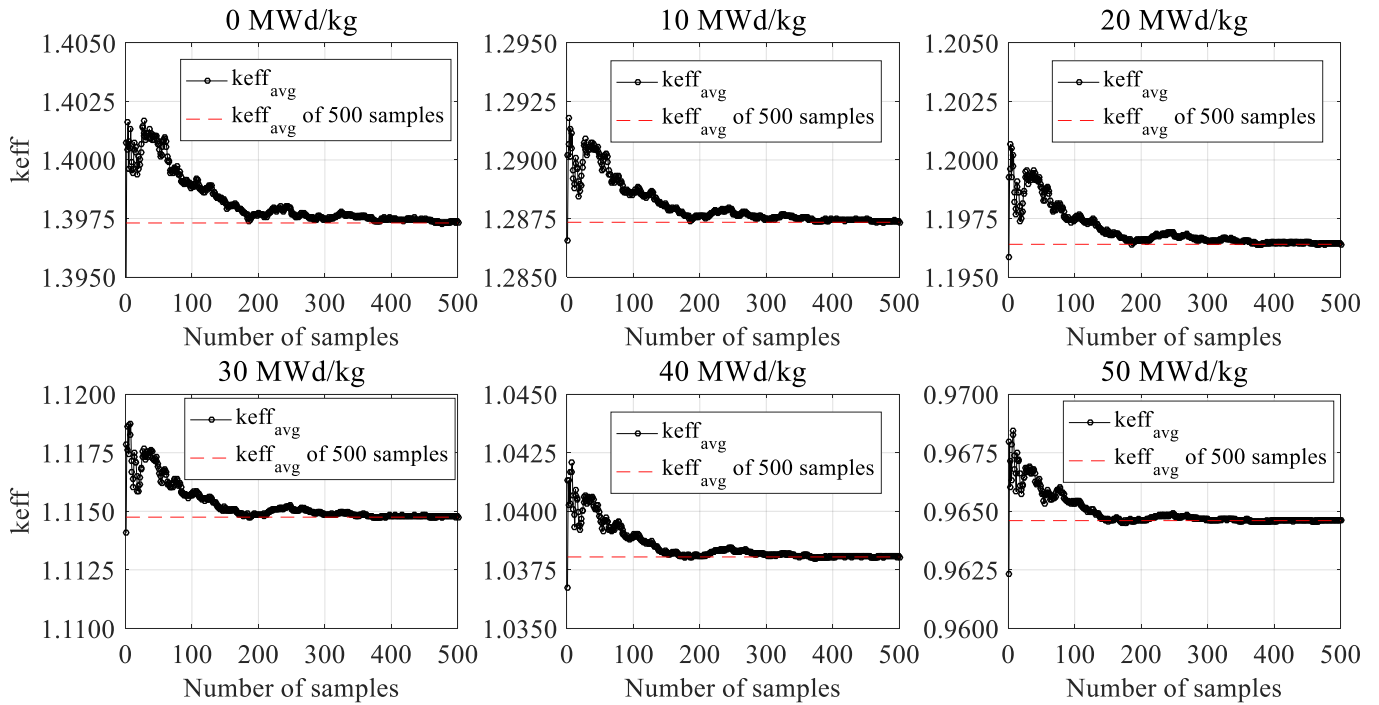 0 MWd/kg
1.4050
1.4025
1.4000
1.3975
1.3950
keff
keff_avg
keff_avg of 500 samples
0 100 200 300 400 500
Number of samples
10 MWd/kg
1.2950
1.2925
1.2900
1.2875
1.2850
keff_avg
keff_avg of 500 samples
0 100 200 300 400 500
Number of samples
20 MWd/kg
1.2050
1.2025
1.2000
1.1975
1.1950
keff_avg
keff_avg of 500 samples
0 100 200 300 400 500
Number of samples
30 MWd/kg
1.1200
1.1175
1.1150
1.1125
1.1100
keff
keff_avg
keff_avg of 500 samples
0 100 200 300 400 500
Number of samples
40 MWd/kg
1.0450
1.0425
1.0400
1.0375
1.0350
keff_avg
keff_avg of 500 samples
0 100 200 300 400 500
Number of samples
50 MWd/kg
0.9700
0.9675
0.9650
0.9625
0.9600
keff_avg
keff_avg of 500 samples
0 100 200 300 400 500
Number of samples